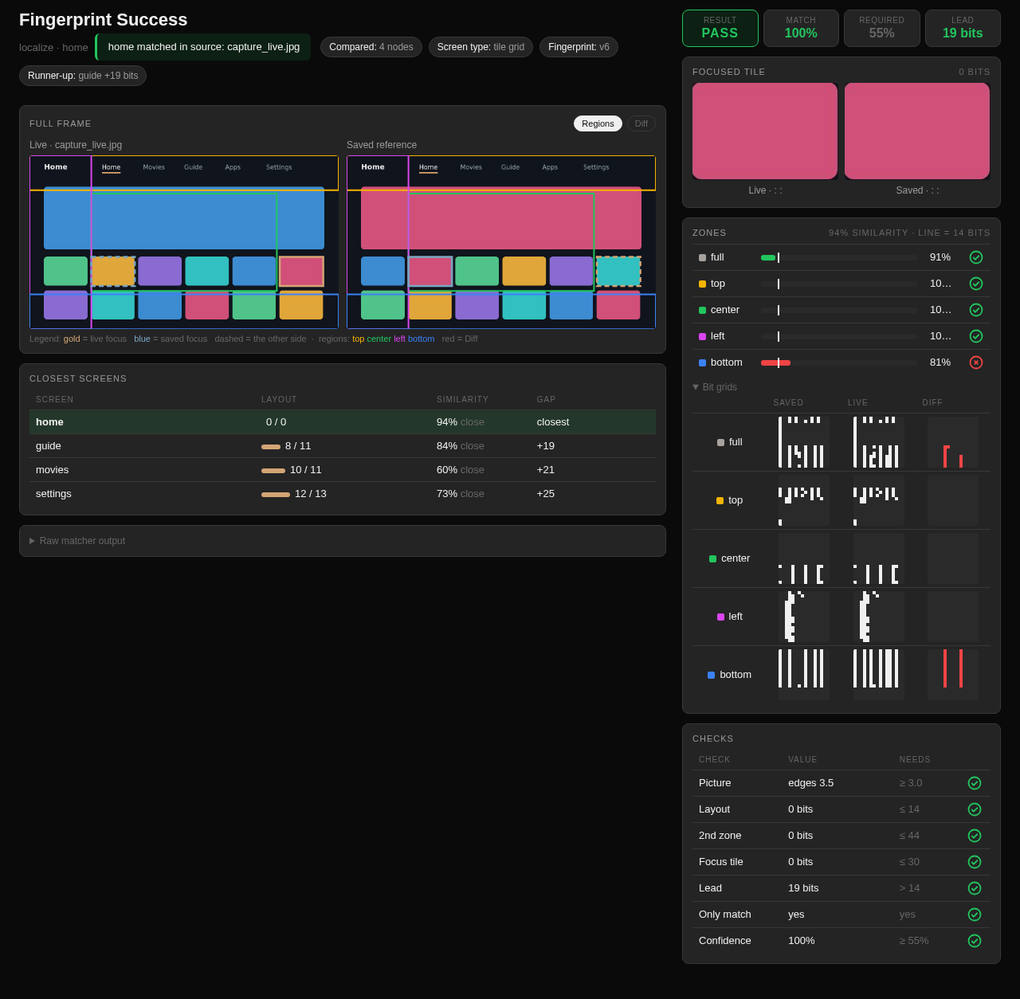 Fingerprint Success
localize · home
home matched in source: capture_live.jpg
Compared: 4 nodes
Screen type: tile grid
Fingerprint: v6
Runner-up: guide +19 bits
RESULT
PASS
MATCH
100%
REQUIRED
55%
LEAD
19 bits
FULL FRAME
Regions
Diff
Live · capture_live.jpg
Saved reference
Home Home Movies Guide Apps Settings
Home Home Movies Guide Apps Settings
Legend: gold = live focus blue = saved focus dashed = the other side · regions: top center left bottom red = Diff
CLOSEST SCREENS
SCREEN LAYOUT SIMILARITY GAP
home 0 / 0 94% close closest
guide 8 / 11 84% close +19
movies 10 / 11 60% close +21
settings 12 / 13 73% close +25
Raw matcher output
FOCUSED TILE 0 BITS
Live · : :
Saved · : :
ZONES 94% SIMILARITY · LINE = 14 BITS
full 91%
top 10…
center 10…
left 10…
bottom 81%
Bit grids
SAVED LIVE DIFF
full
top
center
left
bottom
CHECKS
CHECK VALUE NEEDS
Picture edges 3.5 ≥ 3.0
Layout 0 bits ≤ 14
2nd zone 0 bits ≤ 44
Focus tile 0 bits ≤ 30
Lead 19 bits > 14
Only match yes yes
Confidence 100% ≥ 55%